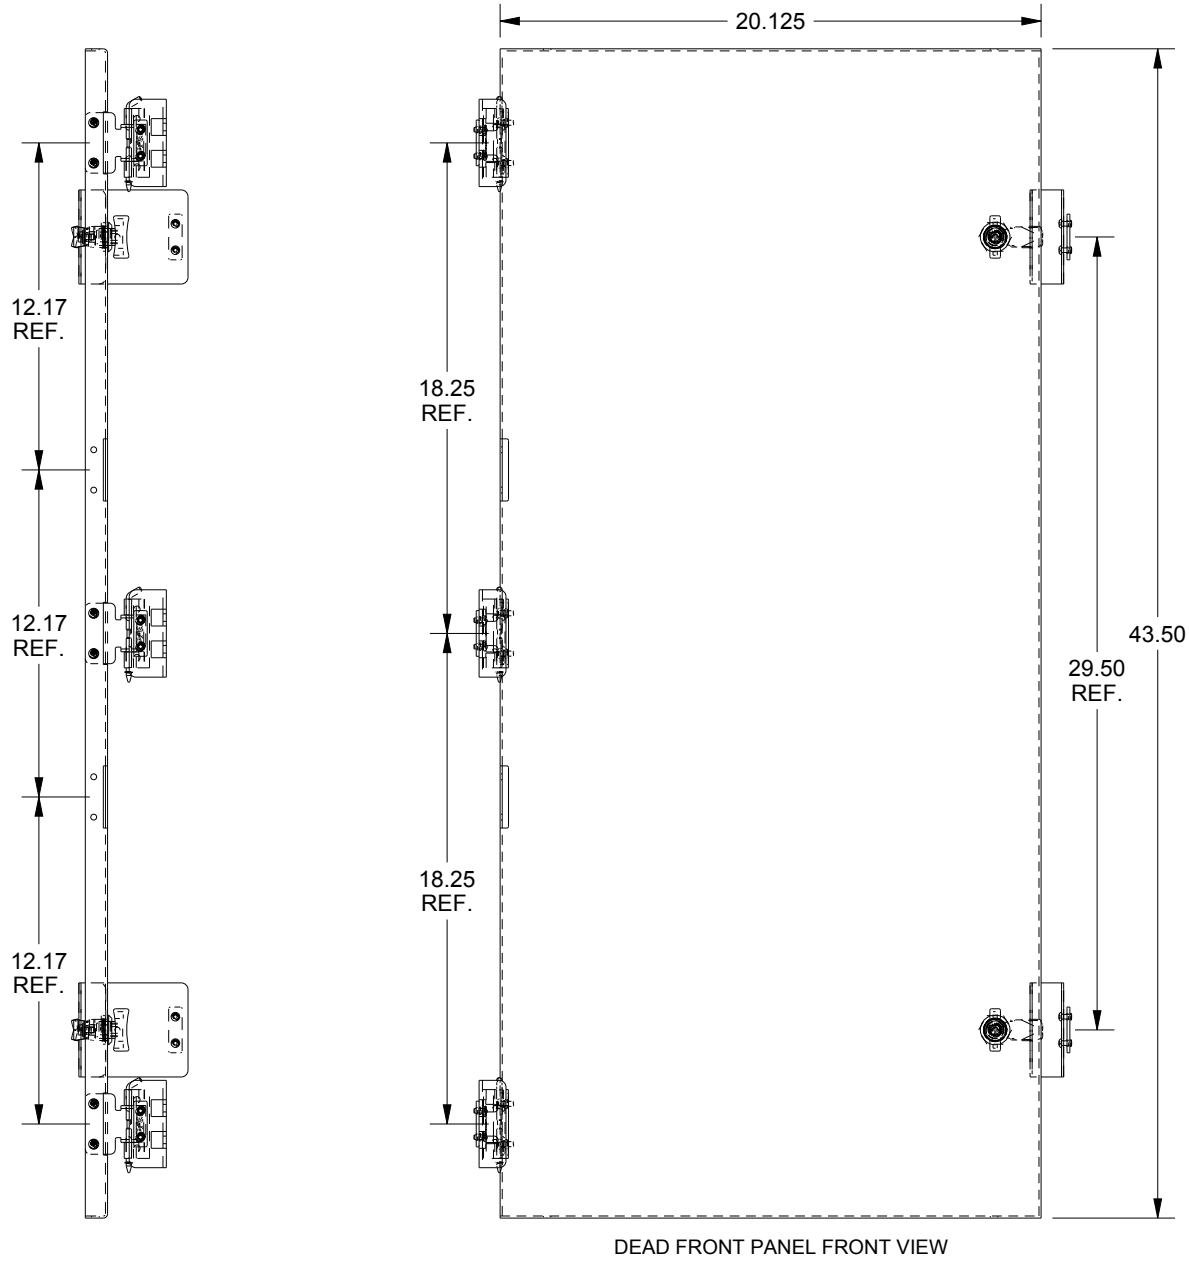 20.125
12.17
REF.
18.25
REF.
12.17
REF.
43.50
29.50
REF.
18.25
REF.
12.17
REF.
DEAD FRONT PANEL FRONT VIEW